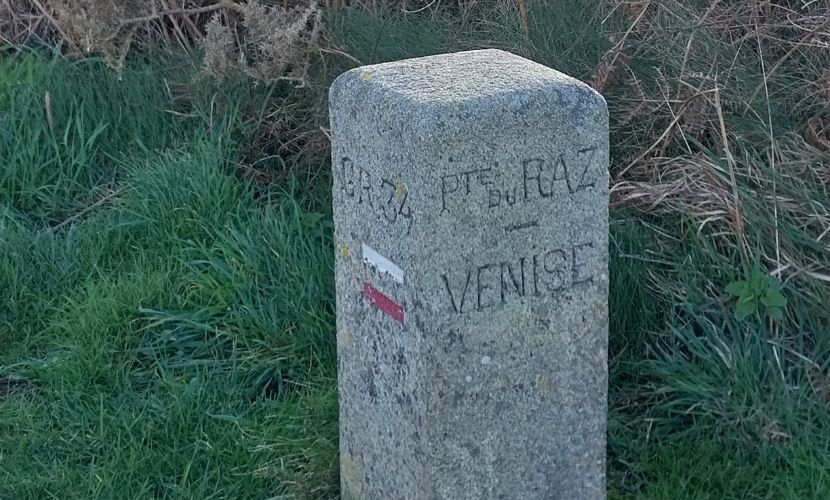 GR.34
PTE DU RAZ
—
VENISE